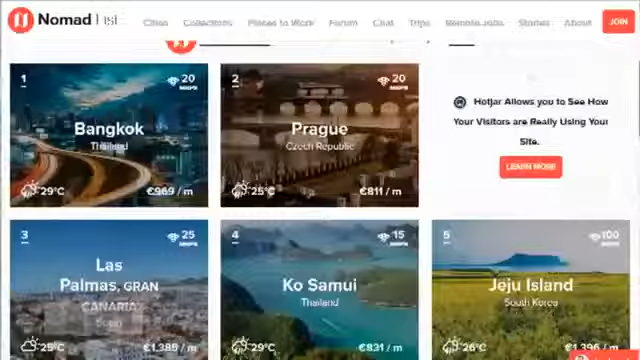 Nomad List
Cities Collections Places to Work Forum Chat Trips Remote Jobs Stories About JOIN
1 20
MBPS
Bangkok
Thailand
29°C €969 / m
2 20
MBPS
Prague
Czech Republic
25°C €811 / m
Hotjar Allows you to See How
Your Visitors are Really Using Your
Site.
LEARN MORE
3 25
MBPS
Las
Palmas, GRAN
CANARIA
Spain
25°C €1,385 / m
4 15
MBPS
Ko Samui
Thailand
29°C €831 / m
5 100
MBPS
Jeju Island
South Korea
26°C €1,396 / m